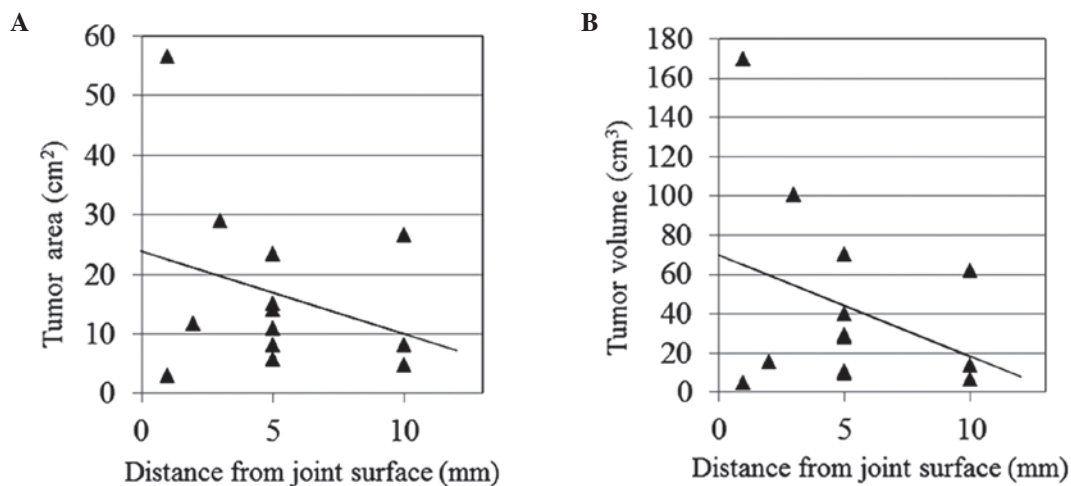 A
Tumor area (cm²)
60
50
40
30
20
10
0
0 5 10
Distance from joint surface (mm)
B
Tumor volume (cm³)
180
160
140
120
100
80
60
40
20
0
0 5 10
Distance from joint surface (mm)